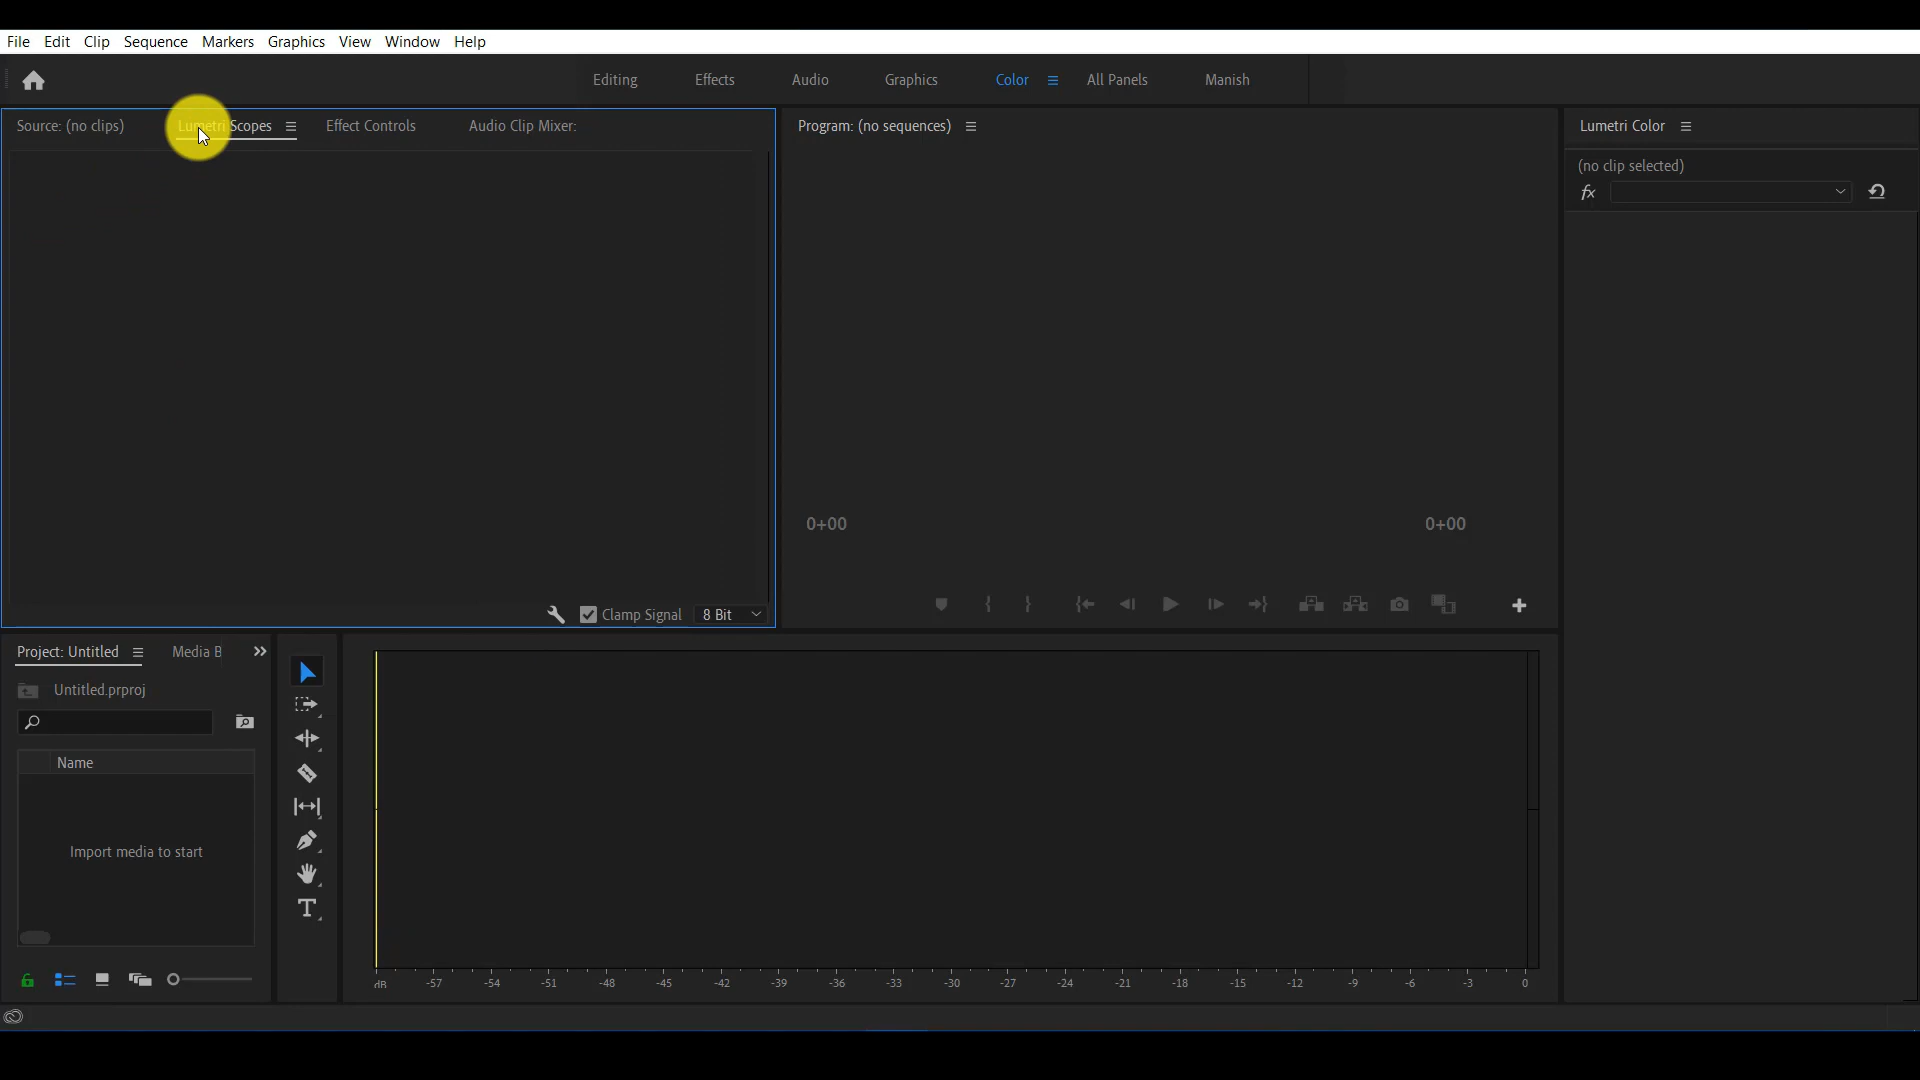 File Edit Clip Sequence Markers Graphics View Window Help
Editing Effects Audio Graphics Color All Panels Manish
Source: (no clips) Lumetri Scopes Effect Controls Audio Clip Mixer:
Program: (no sequences)
Lumetri Color
(no clip selected)
fx
0+00 0+00
Clamp Signal 8 Bit
Project: Untitled Media B
Untitled.prproj
Name
Import media to start
dB -57 -54 -51 -48 -45 -42 -39 -36 -33 -30 -27 -24 -21 -18 -15 -12 -9 -6 -3 0